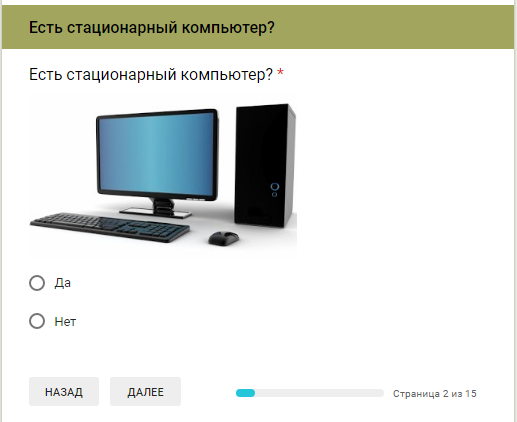 Есть стационарный компьютер?
Есть стационарный компьютер? *
Да
Нет
НАЗАД
ДАЛЕЕ
Страница 2 из 15